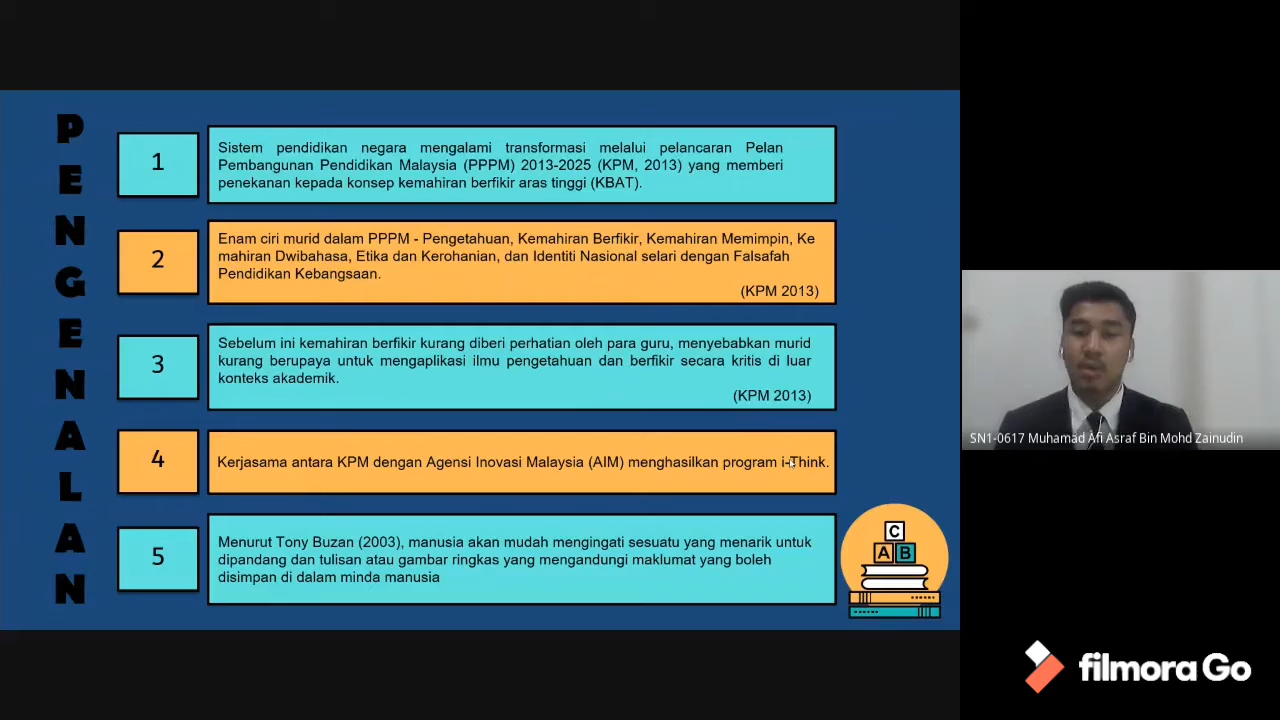 PENGENALAN
1
Sistem pendidikan negara mengalami transformasi melalui pelancaran Pelan
Pembangunan Pendidikan Malaysia (PPPM) 2013-2025 (KPM, 2013) yang memberi
penekanan kepada konsep kemahiran berfikir aras tinggi (KBAT).
2
Enam ciri murid dalam PPPM - Pengetahuan, Kemahiran Berfikir, Kemahiran Memimpin, Ke
mahiran Dwibahasa, Etika dan Kerohanian, dan Identiti Nasional selari dengan Falsafah
Pendidikan Kebangsaan.
(KPM 2013)
3
Sebelum ini kemahiran berfikir kurang diberi perhatian oleh para guru, menyebabkan murid
kurang berupaya untuk mengaplikasi ilmu pengetahuan dan berfikir secara kritis di luar
konteks akademik.
(KPM 2013)
4
Kerjasama antara KPM dengan Agensi Inovasi Malaysia (AIM) menghasilkan program i-Think.
5
Menurut Tony Buzan (2003), manusia akan mudah mengingati sesuatu yang menarik untuk
dipandang dan tulisan atau gambar ringkas yang mengandungi maklumat yang boleh
disimpan di dalam minda manusia
C
A B
SN1-0617 Muhamad Afi Asraf Bin Mohd Zainudin
filmora Go